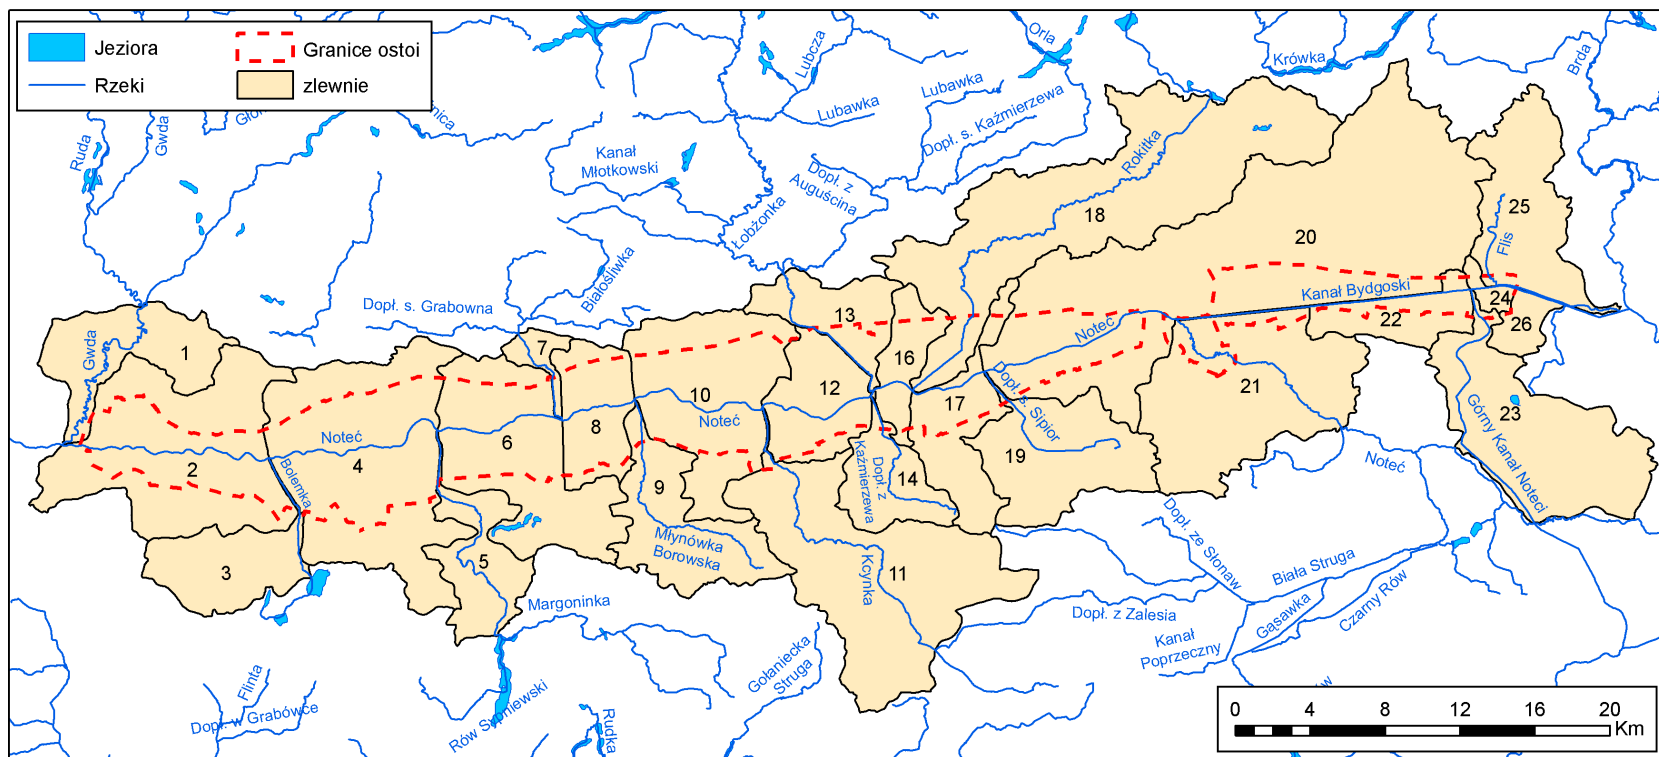 Jeziora
Granice ostoi
Rzeki
zlewnie
Ruda
Gwda
Lubcza
Orla
Krówka
Brda
Lubawka
Lubawka
Dopł. s. Kaźmierzewa
Kanał
Młotkowski
Dopł. z
Auguścina
Łobżonka
Rokitka
18
20
25
Flis
Białośliwka
Dopł. s. Grabowna
Kanał Bydgoski
24
22
26
13
Noteć
Gwda
1
7
16
12
10
Noteć
17
Dopł. s. Sipior
21
23
Górny Kanał Noteci
Noteć
2
Bolemka
4
6
8
9
Dopł. z
Kaźmierzewa
14
19
Noteć
Młynówka
Borowska
3
5
Kcynka
11
Dopł. ze Słonaw
Biała Struga
Margoninka
Dopł. z Zalesia
Gąsawka
Czarny Rów
Kanał
Poprzeczny
Gołaniecka
Struga
Flinta
Dopł. w Grabówce
Rów Sypniewski
Rudka
0 4 8 12 16 20
Km